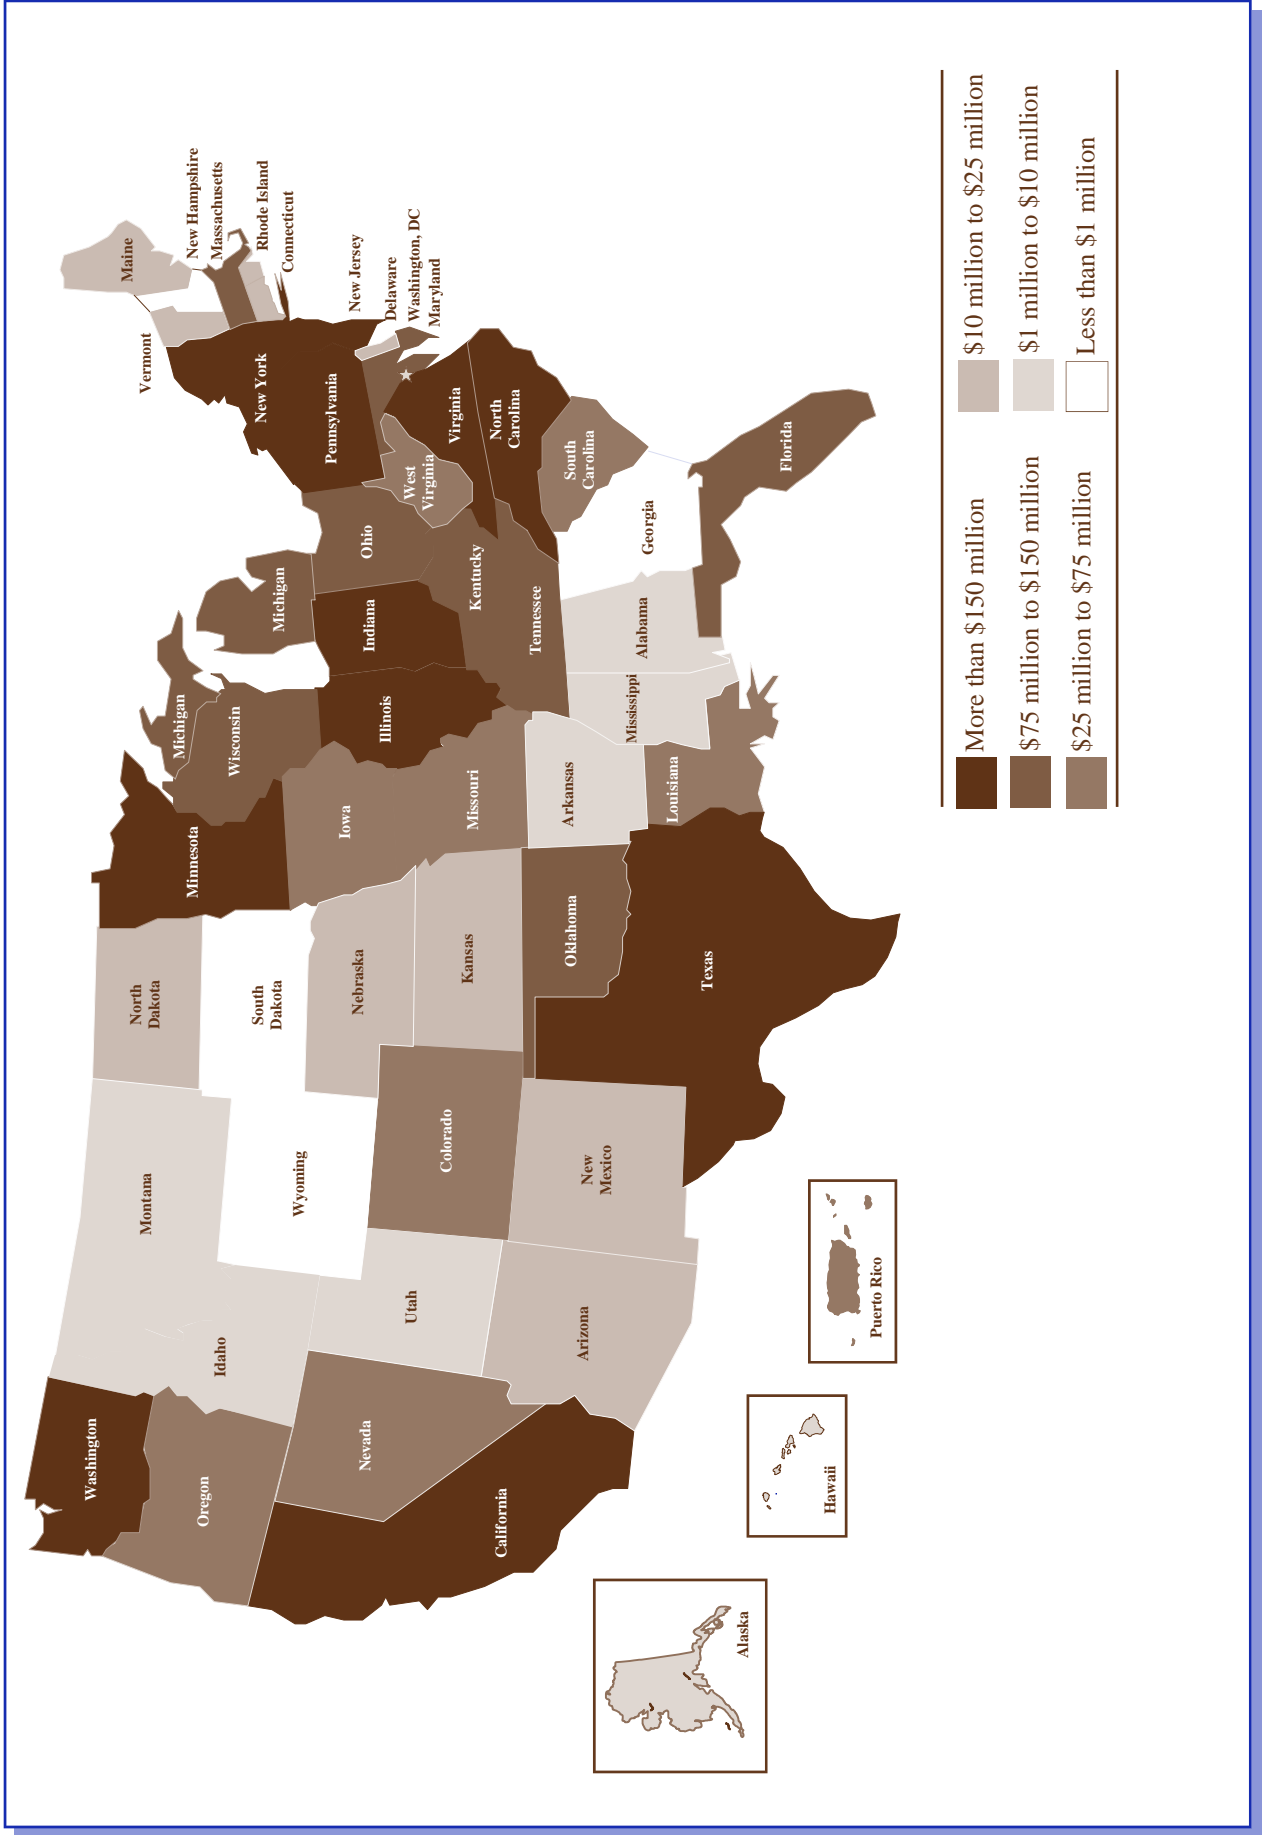 Washington
Oregon
California
Nevada
Idaho
Montana
Wyoming
Utah
Arizona
Colorado
New
Mexico
North
Dakota
South
Dakota
Nebraska
Kansas
Oklahoma
Texas
Minnesota
Iowa
Missouri
Arkansas
Louisiana
Wisconsin
Michigan
Michigan
Illinois
Indiana
Ohio
Kentucky
Tennessee
Mississippi
Alabama
Georgia
Florida
South
Carolina
North
Carolina
Virginia
West
Virginia
Pennsylvania
New York
Vermont
Maine
New Hampshire
Massachusetts
Rhode Island
Connecticut
New Jersey
Delaware
Washington, DC
Maryland
Alaska
Hawaii
Puerto Rico
More than $150 million
$75 million to $150 million
$25 million to $75 million
$10 million to $25 million
$1 million to $10 million
Less than $1 million